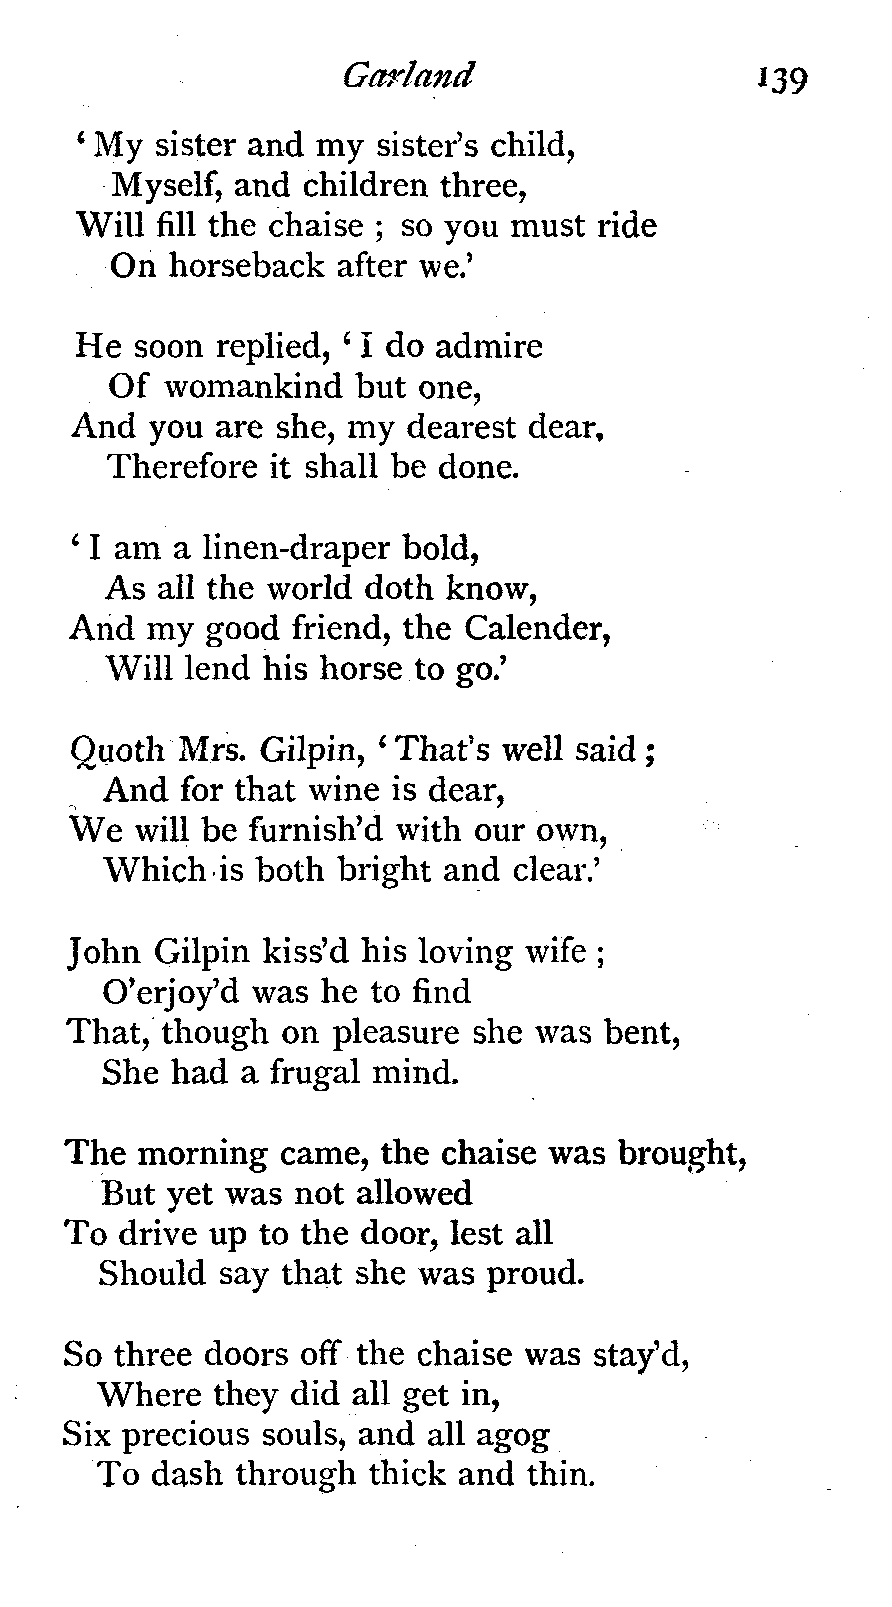 Garland 139
‘ My sister and my sister’s child,
Myself, and children three,
Will fill the chaise ; so you must ride
On horseback after we.’
He soon replied, ‘ I do admire
Of womankind but one,
And you are she, my dearest dear,
Therefore it shall be done.
‘ I am a linen-draper bold,
As all the world doth know,
And my good friend, the Calender,
Will lend his horse to go.’
Quoth Mrs. Gilpin, ‘ That’s well said ;
And for that wine is dear,
We will be furnish’d with our own,
Which is both bright and clear.’
John Gilpin kiss’d his loving wife ;
O’erjoy’d was he to find
That, though on pleasure she was bent,
She had a frugal mind.
The morning came, the chaise was brought,
But yet was not allowed
To drive up to the door, lest all
Should say that she was proud.
So three doors off the chaise was stay’d,
Where they did all get in,
Six precious souls, and all agog
To dash through thick and thin.